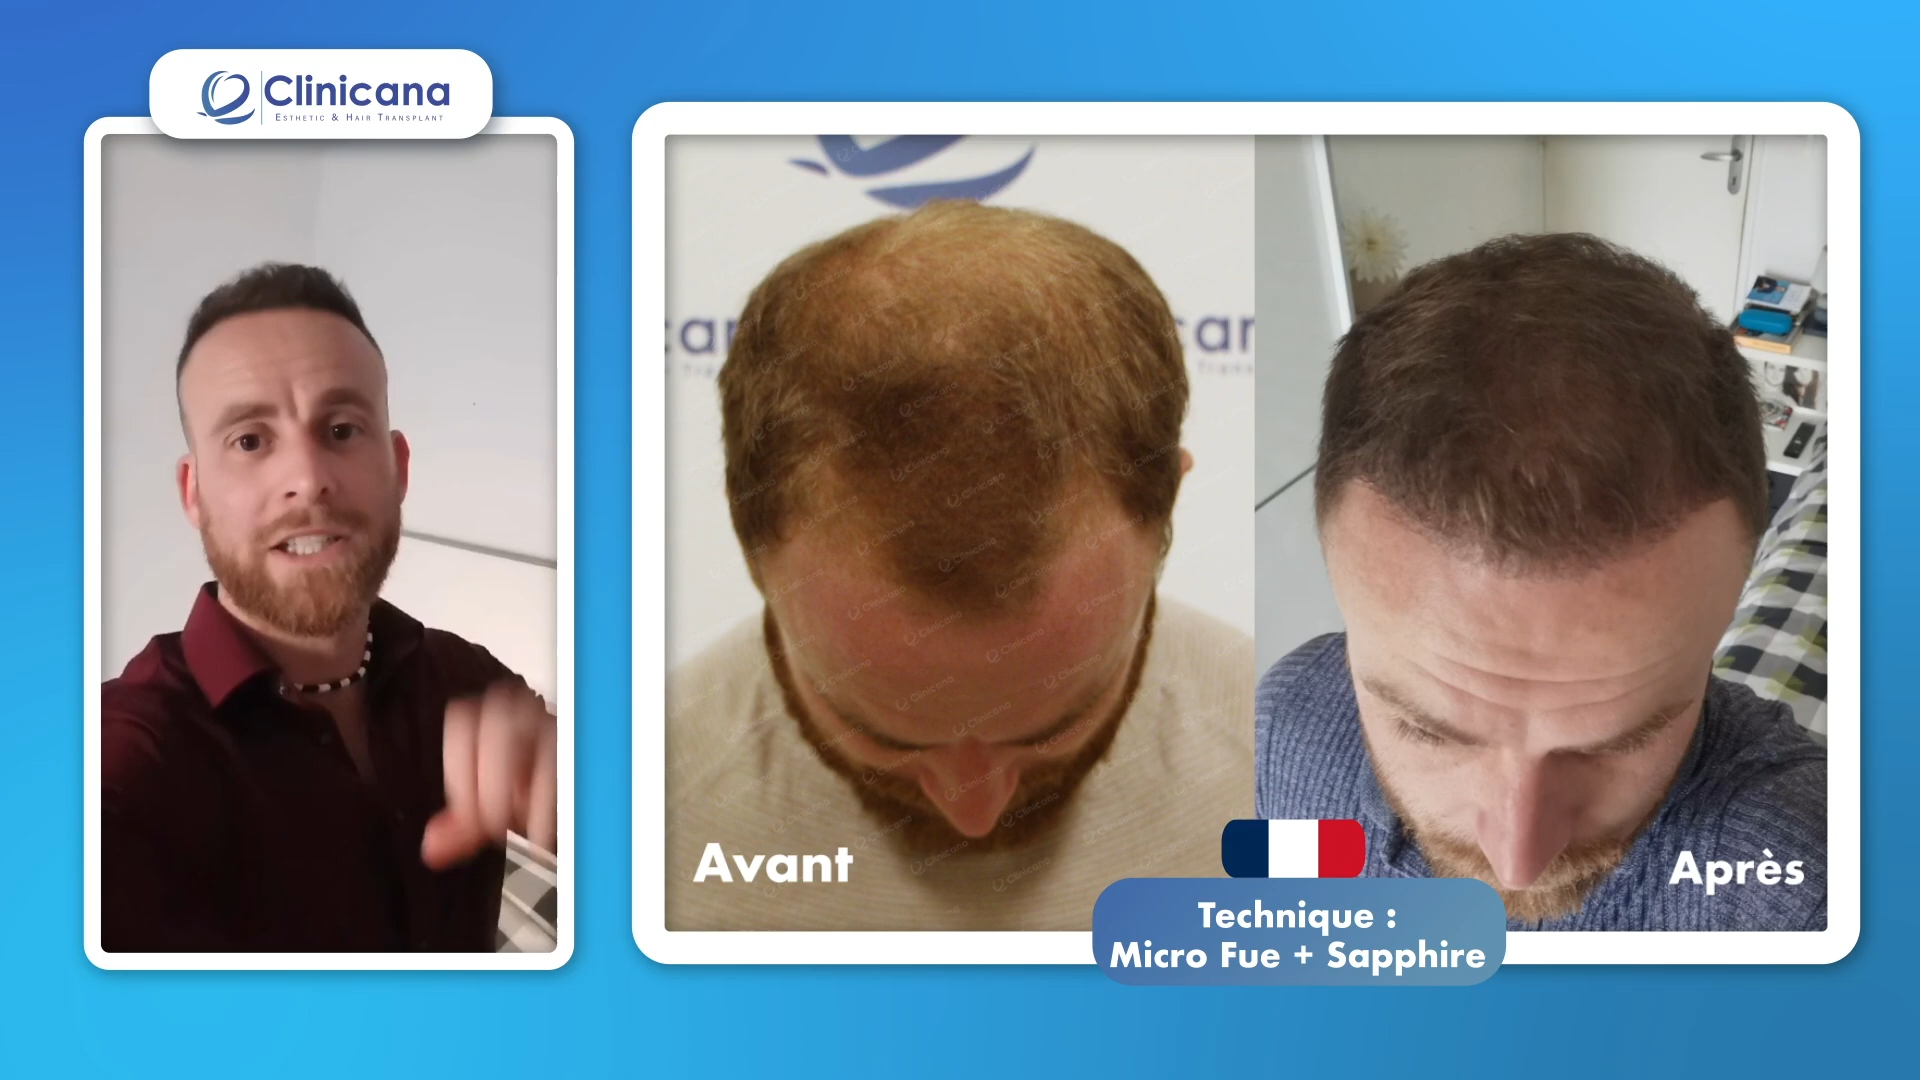 Clinicana
Esthetic & Hair Transplant
Avant
Après
Technique :
Micro Fue + Sapphire